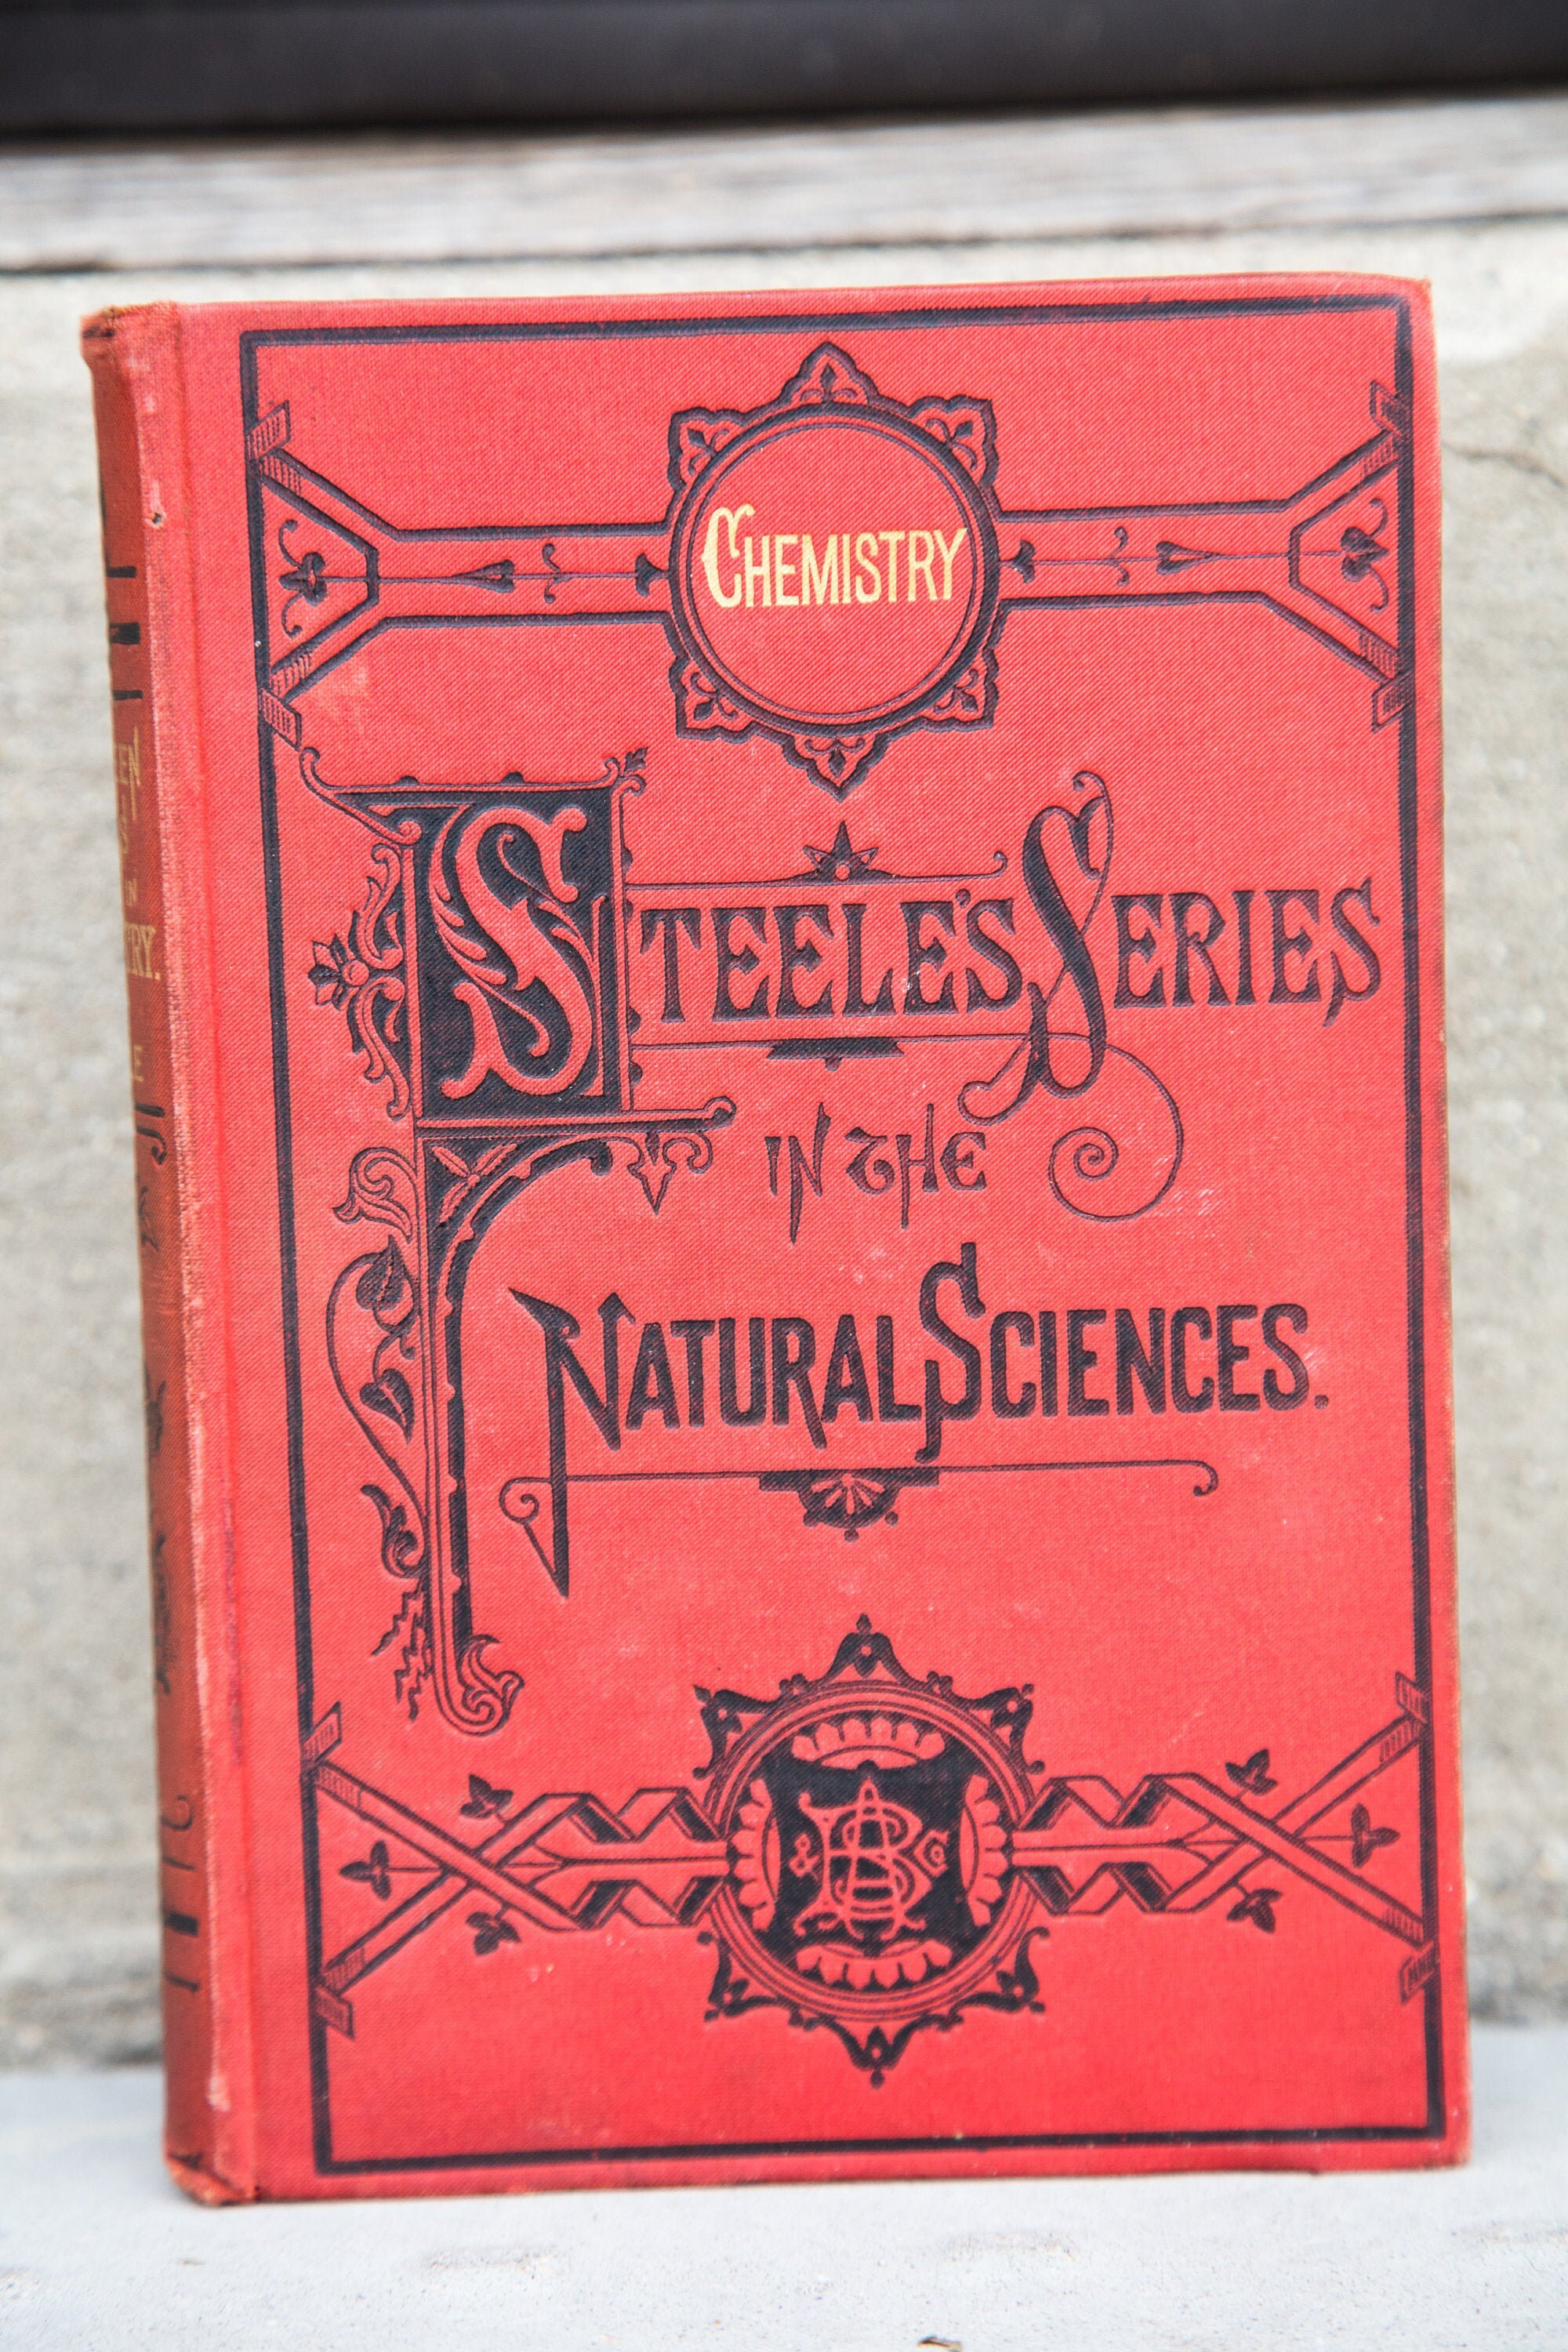 CHEMISTRY
STEELE'S SERIES
IN THE
NATURAL SCIENCES.